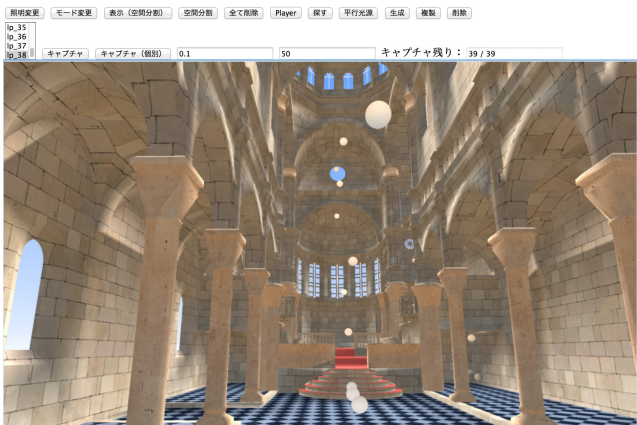 照明変更 モード変更 表示（空間分割） 空間分割 全て削除 Player 探す 平行光源 生成 複製 削除
lp_35
lp_36
lp_37
lp_38 キャプチャ キャプチャ（個別） 0.1 50 キャプチャ残り： 39 / 39